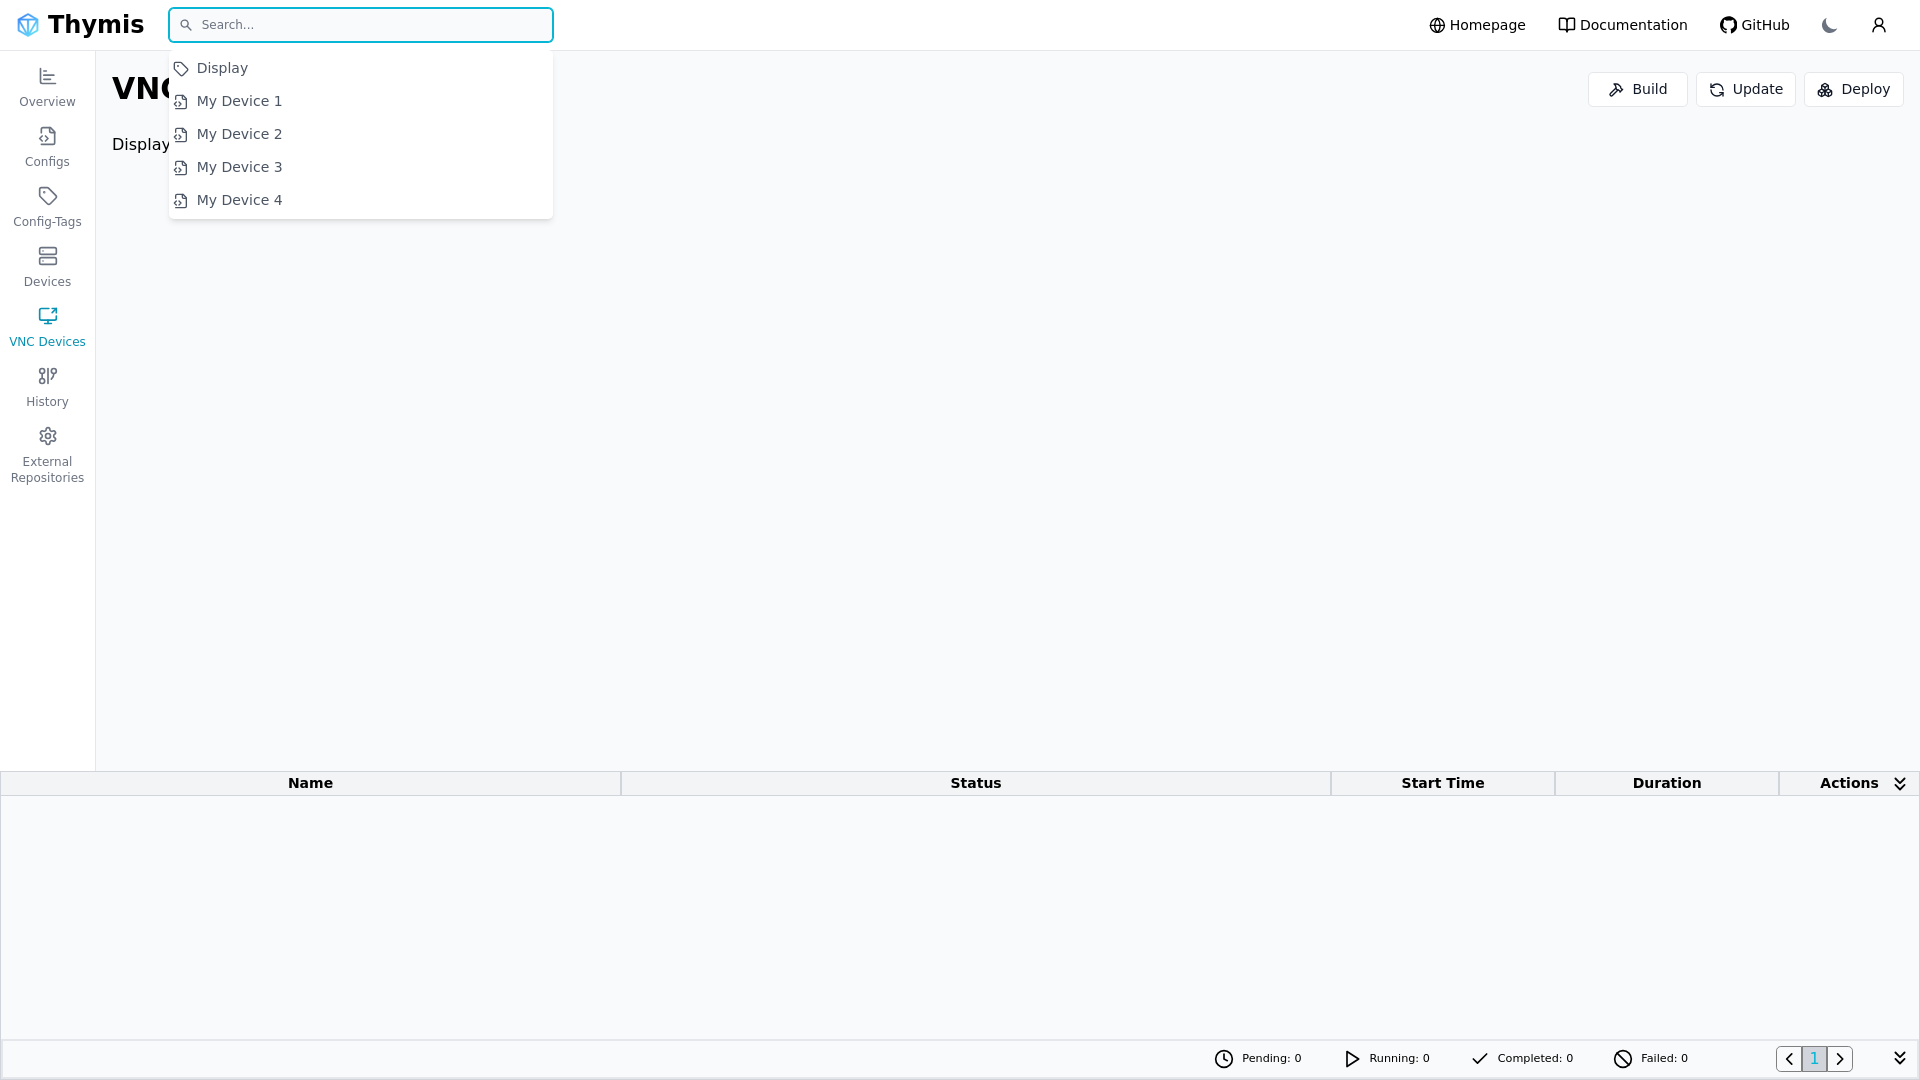 Thymis
Search...
Homepage
Documentation
GitHub
Display
My Device 1
My Device 2
My Device 3
My Device 4
Overview
Configs
Config-Tags
Devices
VNC Devices
History
External
Repositories
VNC
Build
Update
Deploy
Display
Name
Status
Start Time
Duration
Actions
Pending: 0
Running: 0
Completed: 0
Failed: 0
1